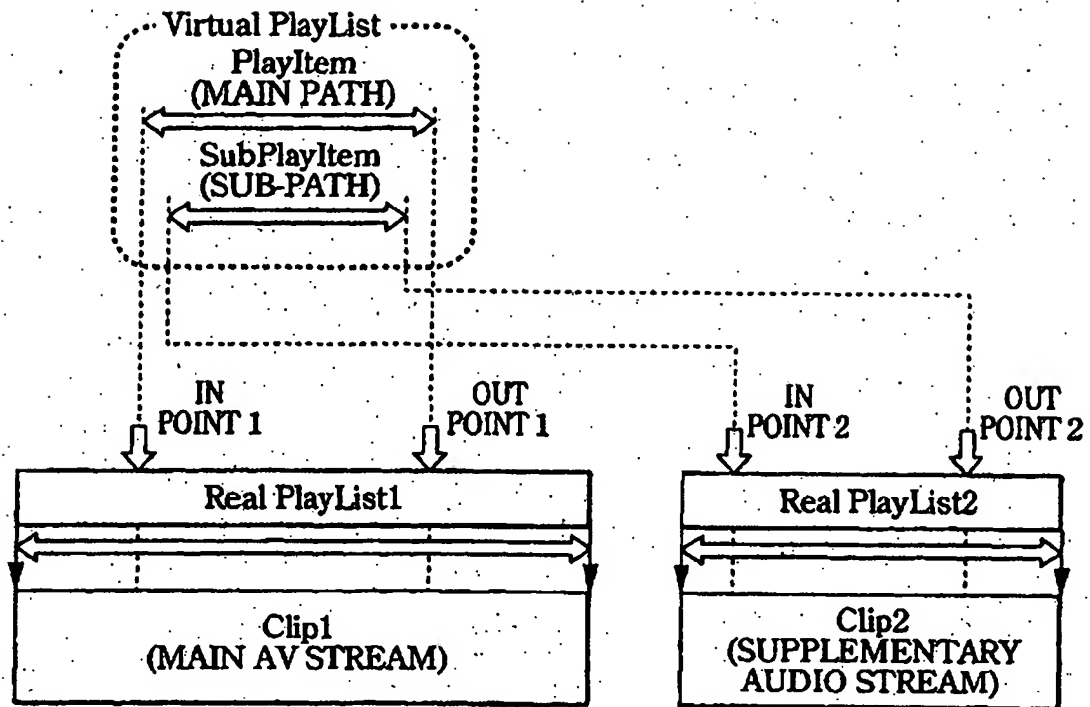 Virtual PlayList
PlayItem
(MAIN PATH)
SubPlayItem
(SUB-PATH)
IN
POINT 1
OUT
POINT 1
IN
POINT 2
OUT
POINT 2
Real PlayList1
Real PlayList2
Clip1
(MAIN AV STREAM)
Clip2
(SUPPLEMENTARY
AUDIO STREAM)